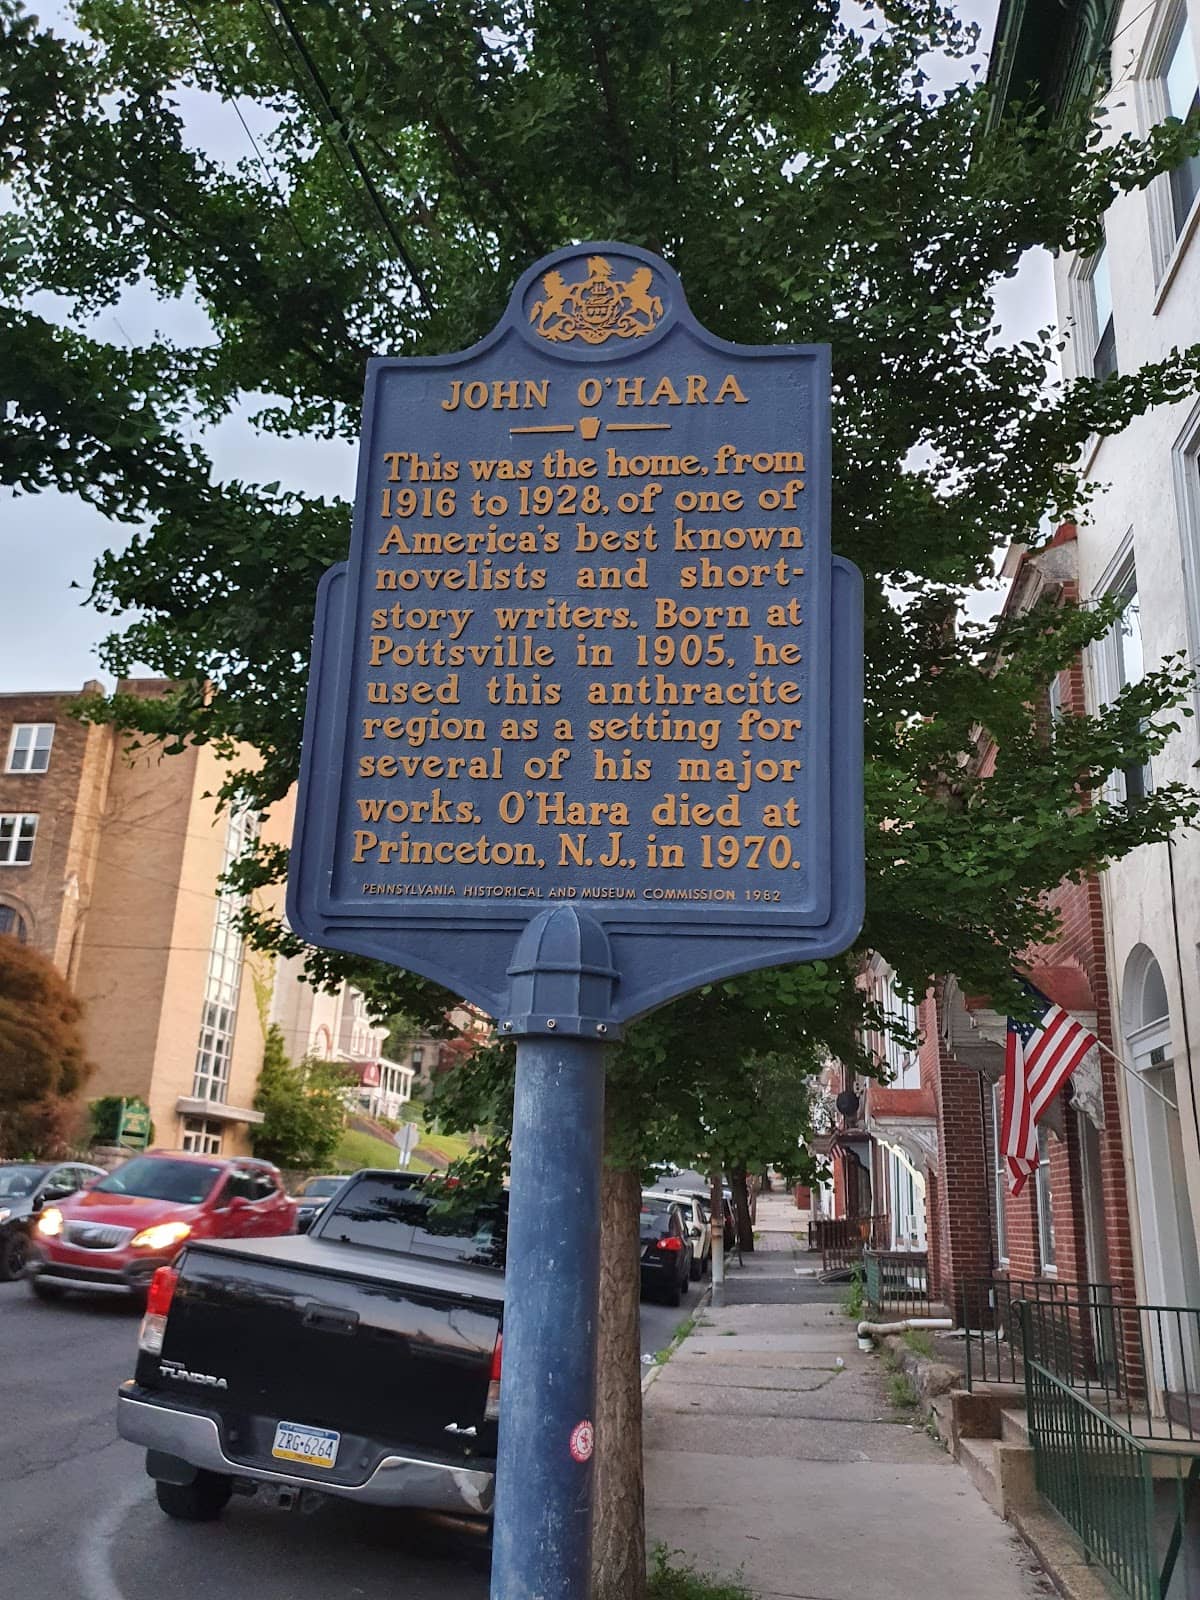 JOHN O'HARA
This was the home, from
1916 to 1928, of one of
America's best known
novelists and short-
story writers. Born at
Pottsville in 1905, he
used this anthracite
region as a setting for
several of his major
works. O'Hara died at
Princeton, N.J., in 1970.
PENNSYLVANIA HISTORICAL AND MUSEUM COMMISSION 1982
TUNDRA
ZRG•6264